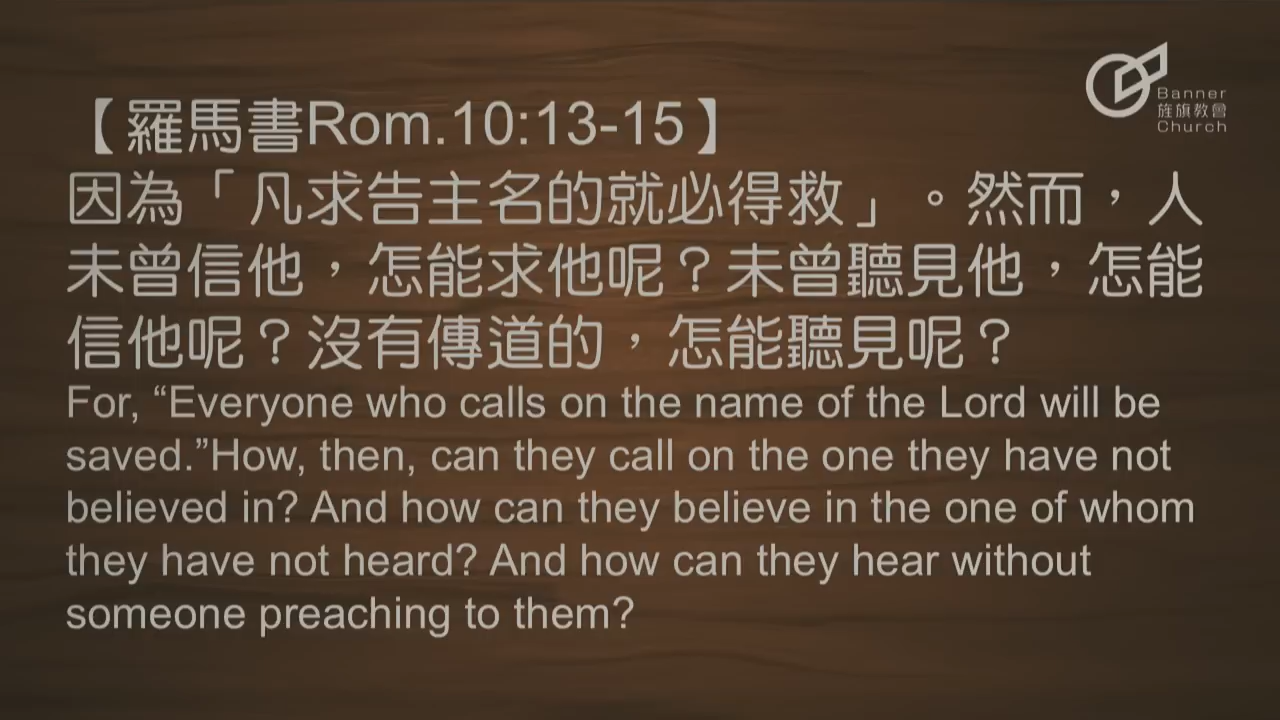 Banner
旌旗教會
Church
【羅馬書Rom.10:13-15】
因為「凡求告主名的就必得救」。然而，人
未曾信他，怎能求他呢？未曾聽見他，怎能
信他呢？沒有傳道的，怎能聽見呢？
For, “Everyone who calls on the name of the Lord will be
saved.”How, then, can they call on the one they have not
believed in? And how can they believe in the one of whom
they have not heard? And how can they hear without
someone preaching to them?